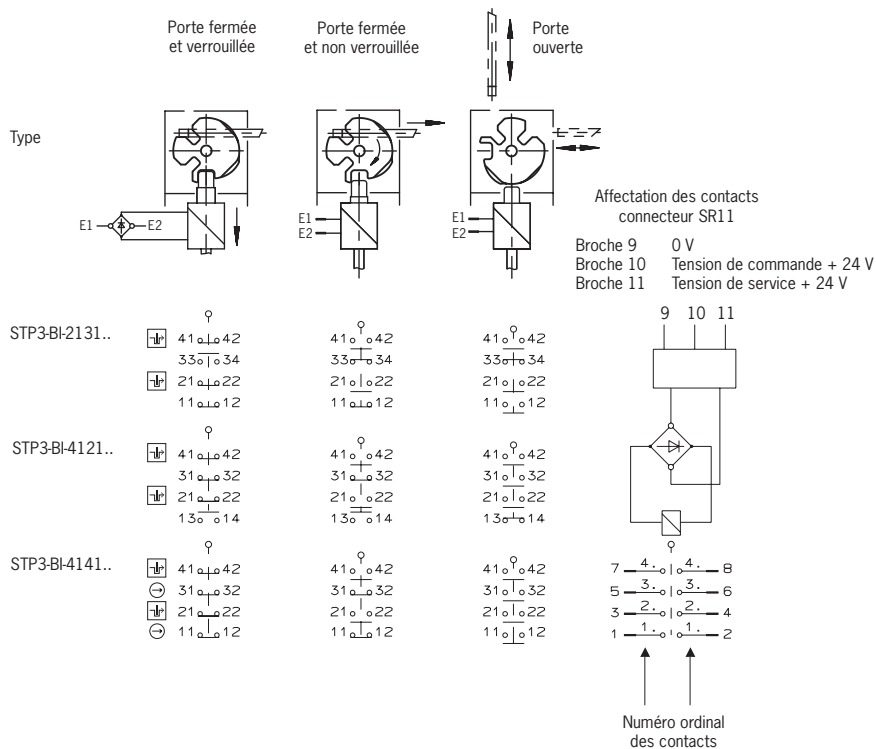 Porte fermée
et verrouillée
Porte fermée
et non verrouillée
Porte
ouverte
Type
E1
E2
E1
E2
E1
E2
Affectation des contacts
connecteur SR11
Broche 9 0 V
Broche 10 Tension de commande + 24 V
Broche 11 Tension de service + 24 V
9 10 11
STP3-BI-2131..
41 42 41 42 41 42
33 34 33 34 33 34
21 22 21 22 21 22
11 12 11 12 11 12
STP3-BI-4121..
41 42 41 42 41 42
31 32 31 32 31 32
21 22 21 22 21 22
13 14 13 14 13 14
STP3-BI-4141..
41 42 41 42 41 42
31 32 31 32 31 32
21 22 21 22 21 22
11 12 11 12 11 12
7 4. 4. 8
5 3. 3. 6
3 2. 2. 4
1 1. 1. 2
Numéro ordinal
des contacts